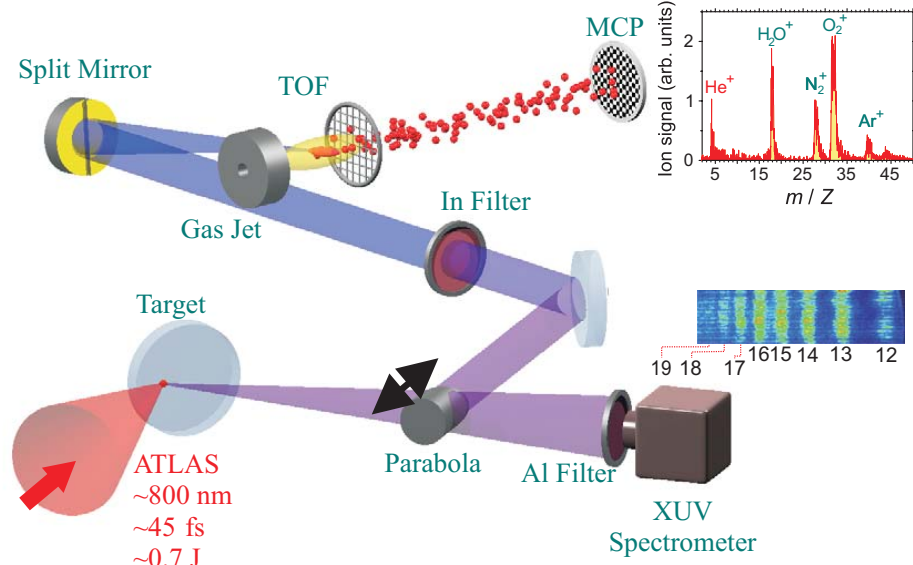 MCP
Split Mirror
TOF
Gas Jet
In Filter
Target
Parabola
Al Filter
XUV
Spectrometer
ATLAS
~800 nm
~45 fs
~0.7 J
Ion signal (arb. units)
2
1
0
He⁺
H₂O⁺
N₂⁺
O₂⁺
Ar⁺
5 15 25 35 45
m / Z
19 18 17 16 15 14 13 12